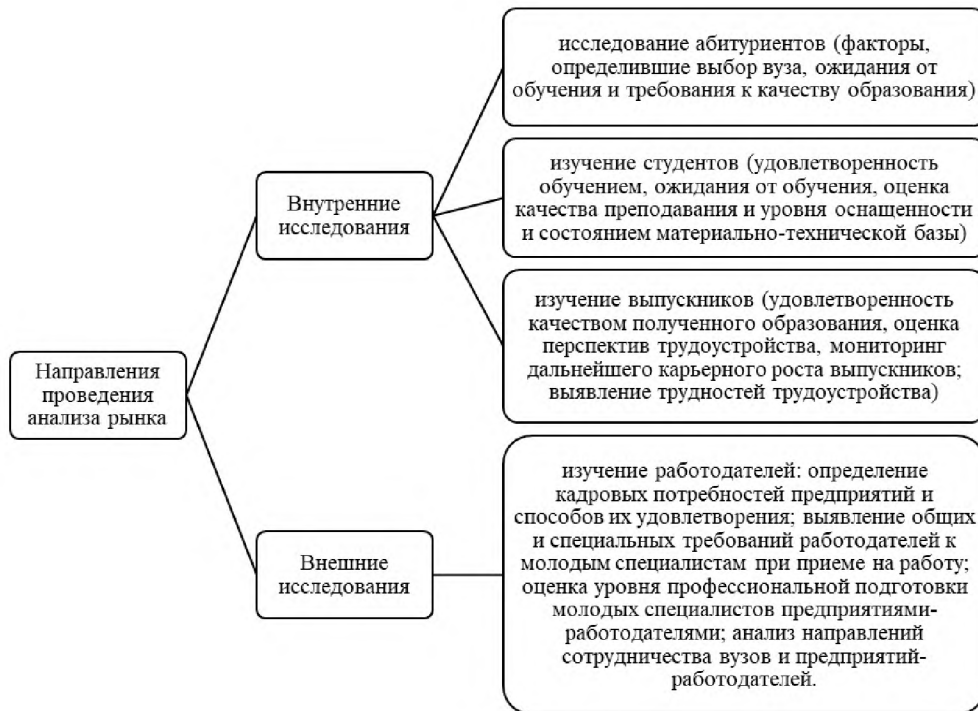 Направления
проведения
анализа рынка
Внутренние
исследования
исследование абитуриентов (факторы,
определившие выбор вуза, ожидания от
обучения и требования к качеству образования)
изучение студентов (удовлетворенность
обучением, ожидания от обучения, оценка
качества преподавания и уровня оснащенности
и состоянием материально-технической базы)
изучение выпускников (удовлетворенность
качеством полученного образования, оценка
перспектив трудоустройства, мониторинг
дальнейшего карьерного роста выпускников;
выявление трудностей трудоустройства)
Внешние
исследования
изучение работодателей: определение
кадровых потребностей предприятий и
способов их удовлетворения; выявление общих
и специальных требований работодателей к
молодым специалистам при приеме на работу;
оценка уровня профессиональной подготовки
молодых специалистов предприятиями-
работодателями; анализ направлений
сотрудничества вузов и предприятий-
работодателей.